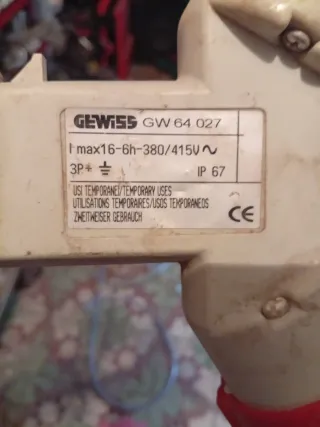 GEWiSS GW 64 027
I max16-6h-380/415V ∿
3P+ ⏚ IP 67
USI TEMPORANEI/TEMPORARY USES
UTILISATIONS TEMPORAIRES/USOS TEMPORANEOS
ZWEITWEISER GEBRAUCH
CE